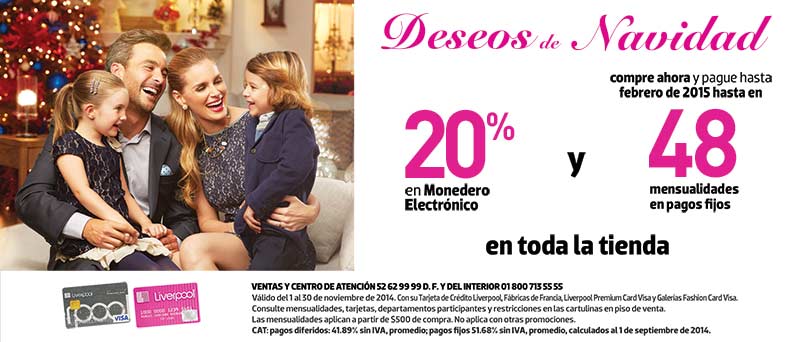 Deseos de Navidad
compre ahora y pague hasta
febrero de 2015 hasta en
20%
en Monedero
Electrónico
y
48
mensualidades
en pagos fijos
en toda la tienda
Liverpool
VISA
Liverpool
VENTAS Y CENTRO DE ATENCIÓN 52 62 99 99 D. F. Y DEL INTERIOR 01 800 713 55 55
Válido del 1 al 30 de noviembre de 2014. Con su Tarjeta de Crédito Liverpool, Fábricas de Francia, Liverpool Premium Card Visa y Galerías Fashion Card Visa.
Consulte mensualidades, tarjetas, departamentos participantes y restricciones en las cartulinas en piso de venta.
Las mensualidades aplican a partir de $500 de compra. No aplica con otras promociones.
CAT: pagos diferidos: 41.89% sin IVA, promedio; pagos fijos 51.68% sin IVA, promedio, calculados al 1 de septiembre de 2014.